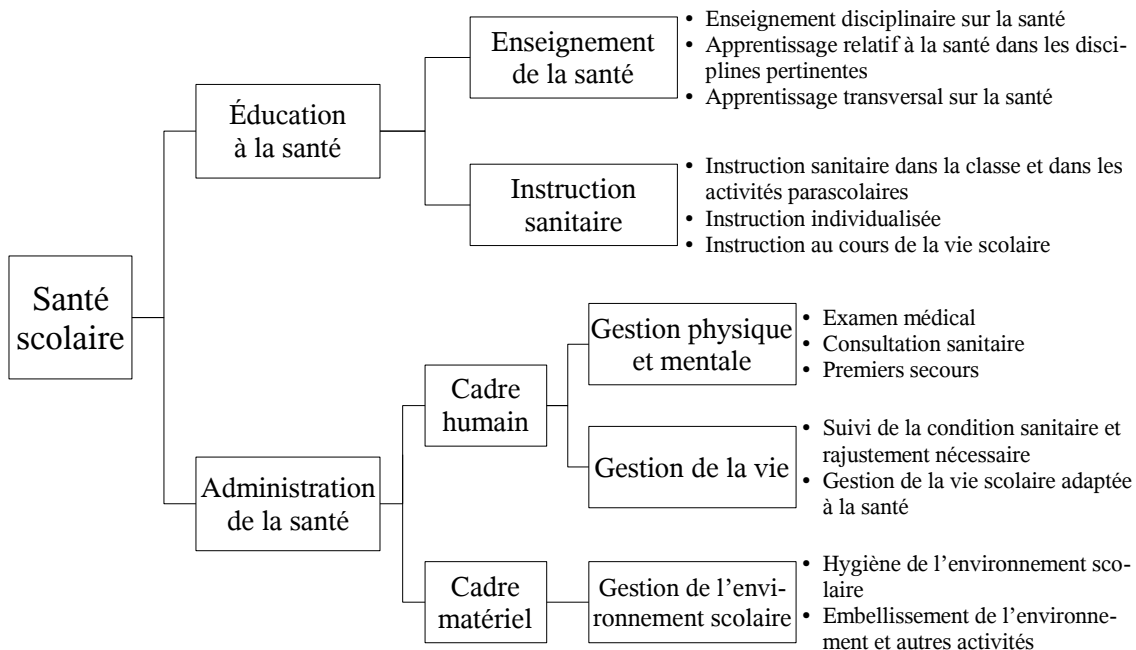 Santé
scolaire
Éducation
à la santé
Enseignement
de la santé
• Enseignement disciplinaire sur la santé
• Apprentissage relatif à la santé dans les disci-
plines pertinentes
• Apprentissage transversal sur la santé
Instruction
sanitaire
• Instruction sanitaire dans la classe et dans les
activités parascolaires
• Instruction individualisée
• Instruction au cours de la vie scolaire
Administration
de la santé
Cadre
humain
Gestion physique
et mentale
• Examen médical
• Consultation sanitaire
• Premiers secours
Gestion de la vie
• Suivi de la condition sanitaire et
rajustement nécessaire
• Gestion de la vie scolaire adaptée
à la santé
Cadre
matériel
Gestion de l’envi-
ronnement scolaire
• Hygiène de l’environnement sco-
laire
• Embellissement de l’environne-
ment et autres activités